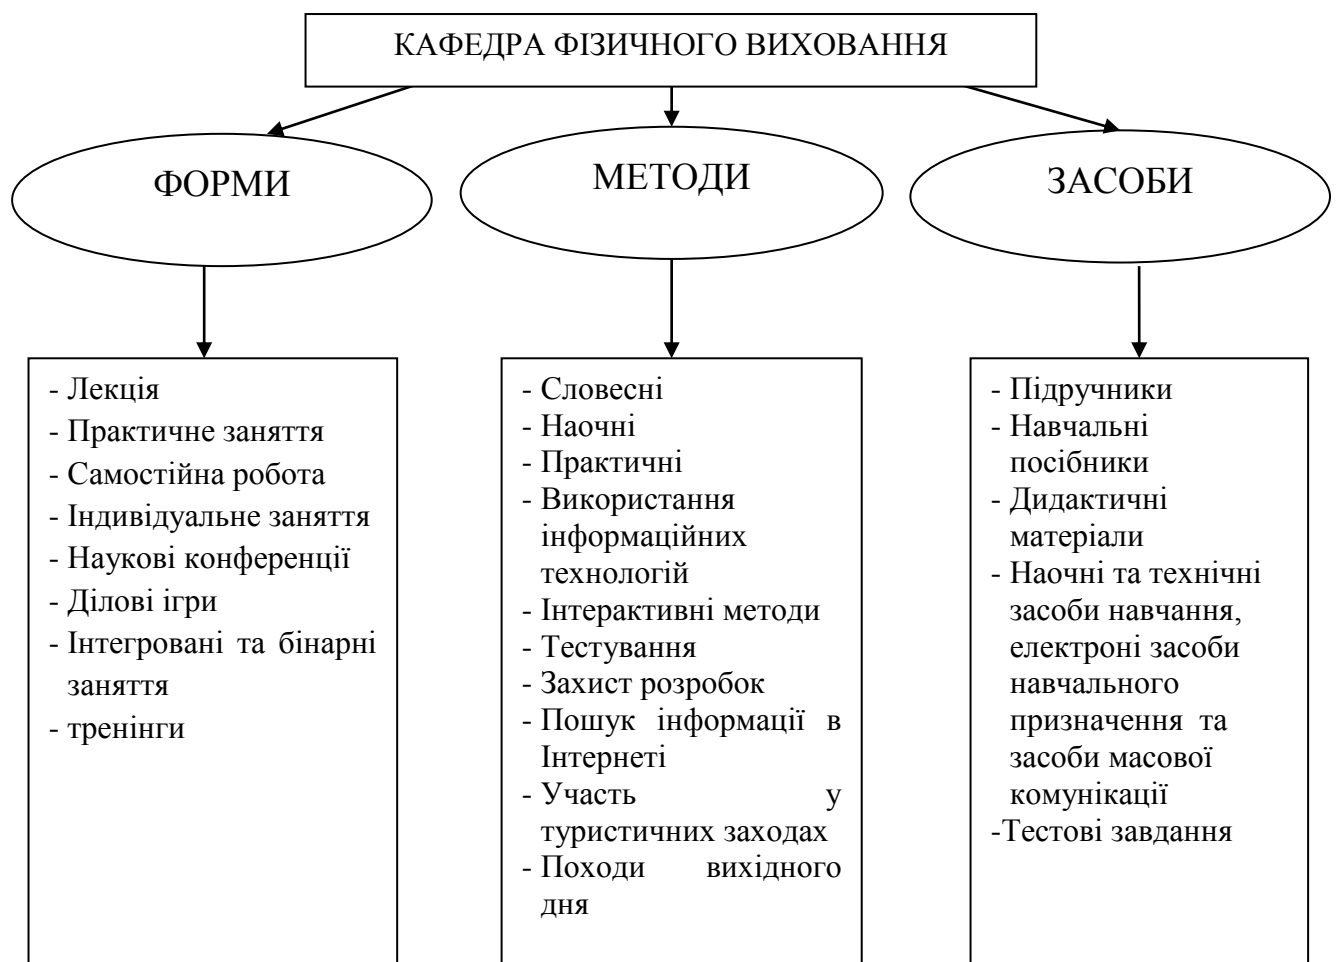 КАФЕДРА ФІЗИЧНОГО ВИХОВАННЯ
ФОРМИ
МЕТОДИ
ЗАСОБИ
- Лекція
- Практичне заняття
- Самостійна робота
- Індивідуальне заняття
- Наукові конференції
- Ділові ігри
- Інтегровані та бінарні
заняття
- тренінги
- Словесні
- Наочні
- Практичні
- Використання
інформаційних
технологій
- Інтерактивні методи
- Тестування
- Захист розробок
- Пошук інформації в
Інтернеті
- Участь у
туристичних заходах
- Походи вихідного
дня
- Підручники
- Навчальні
посібники
- Дидактичні
матеріали
- Наочні та технічні
засоби навчання,
електроні засоби
навчального
призначення та
засоби масової
комунікації
-Тестові завдання